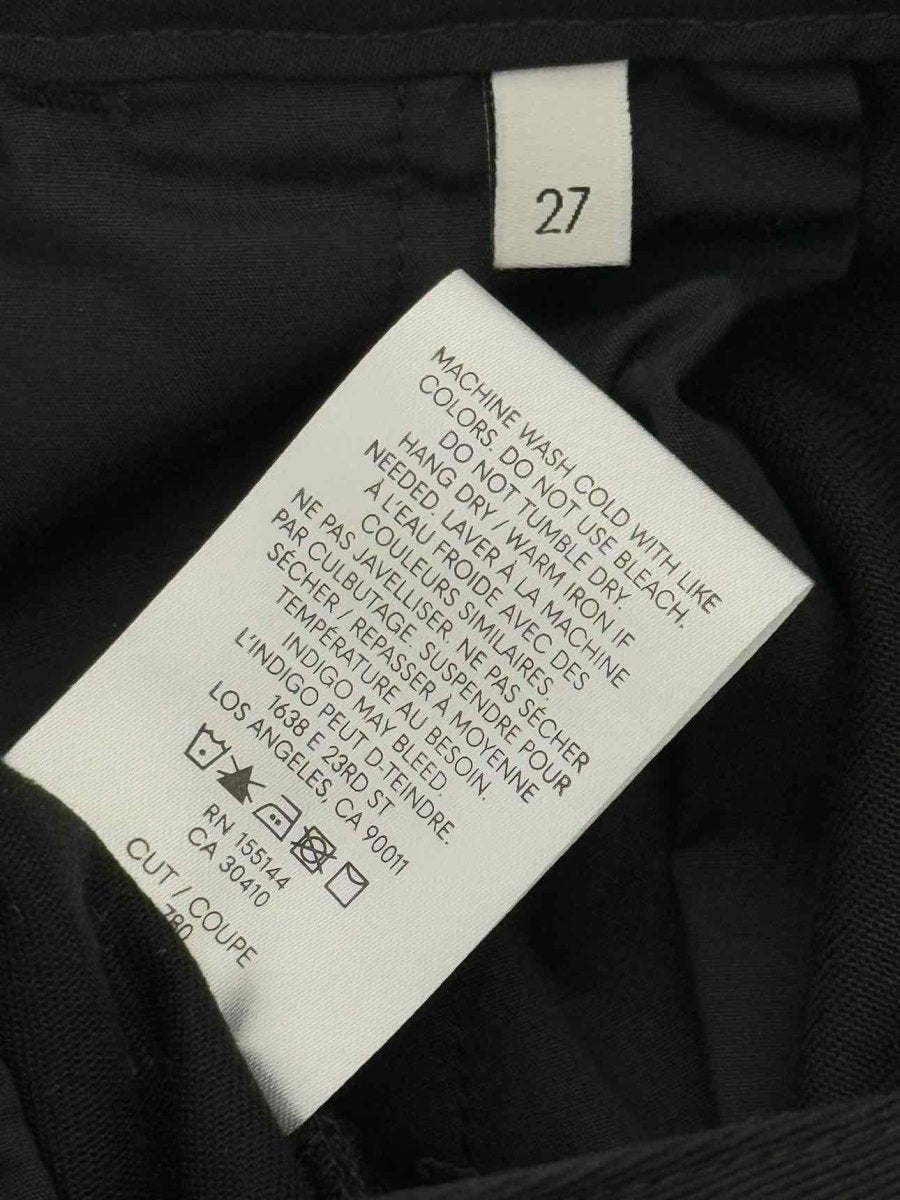 27
MACHINE WASH COLD WITH LIKE
COLORS. DO NOT USE BLEACH.
DO NOT TUMBLE DRY.
HANG DRY / WARM IRON IF
NEEDED. LAVER À LA MACHINE
À L'EAU FROIDE AVEC DES
COULEURS SIMILAIRES.
NE PAS JAVELLISER. NE PAS SÉCHER
PAR CULBUTAGE. SUSPENDRE POUR
SÉCHER / REPASSER À MOYENNE
TEMPÉRATURE AU BESOIN.
INDIGO MAY BLEED.
L'INDIGO PEUT D-TEINDRE.
1638 E 23RD ST
LOS ANGELES, CA 90011
RN 155144
CA 30410
CUT / COUPE
780